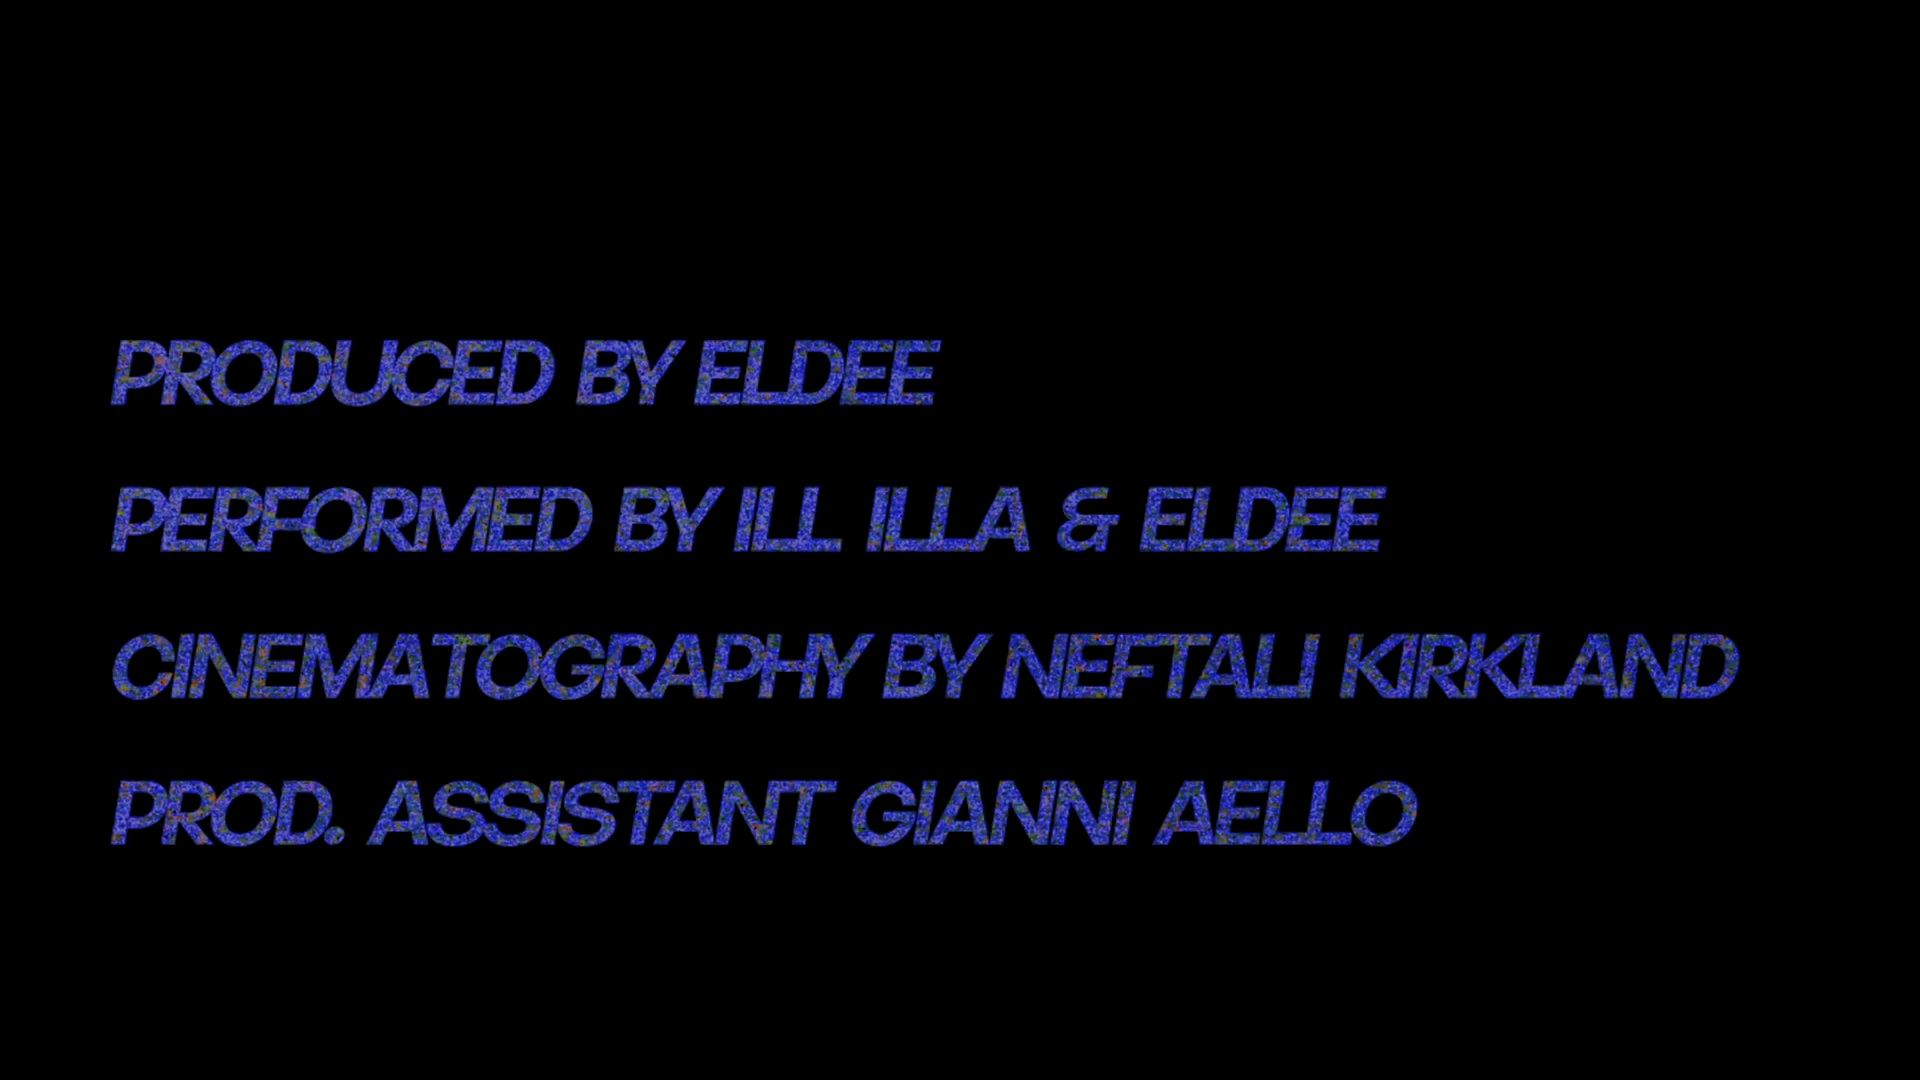 PRODUCED BY ELDEE
PERFORMED BY ILL ILLA & ELDEE
CINEMATOGRAPHY BY NEFTALI KIRKLAND
PROD. ASSISTANT GIANNI AELLO